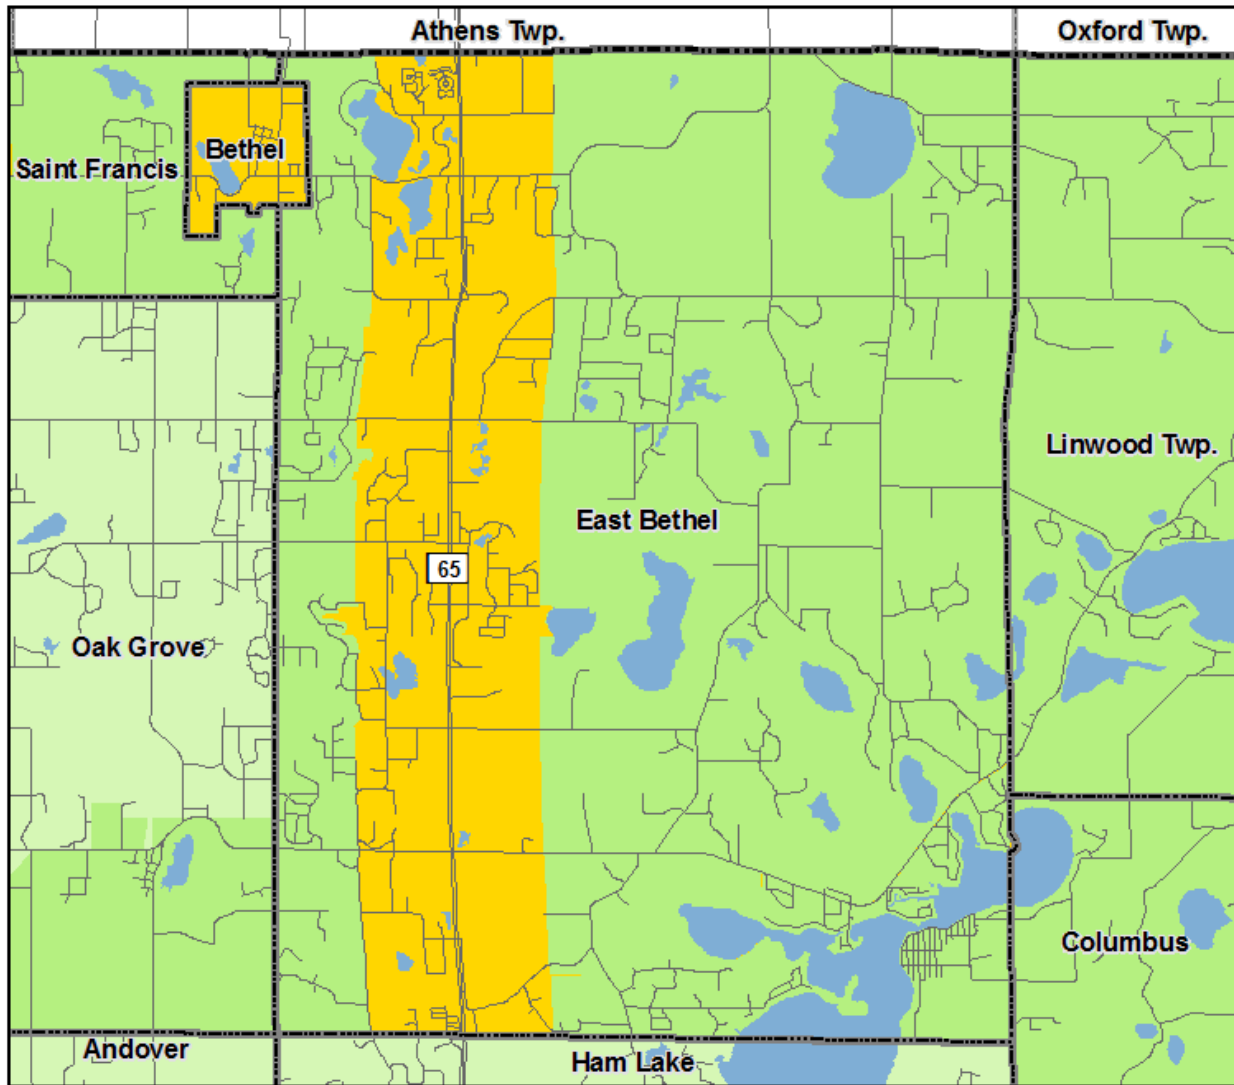 Athens Twp.
Oxford Twp.
Bethel
Saint Francis
Linwood Twp.
East Bethel
65
Oak Grove
Columbus
Andover
Ham Lake